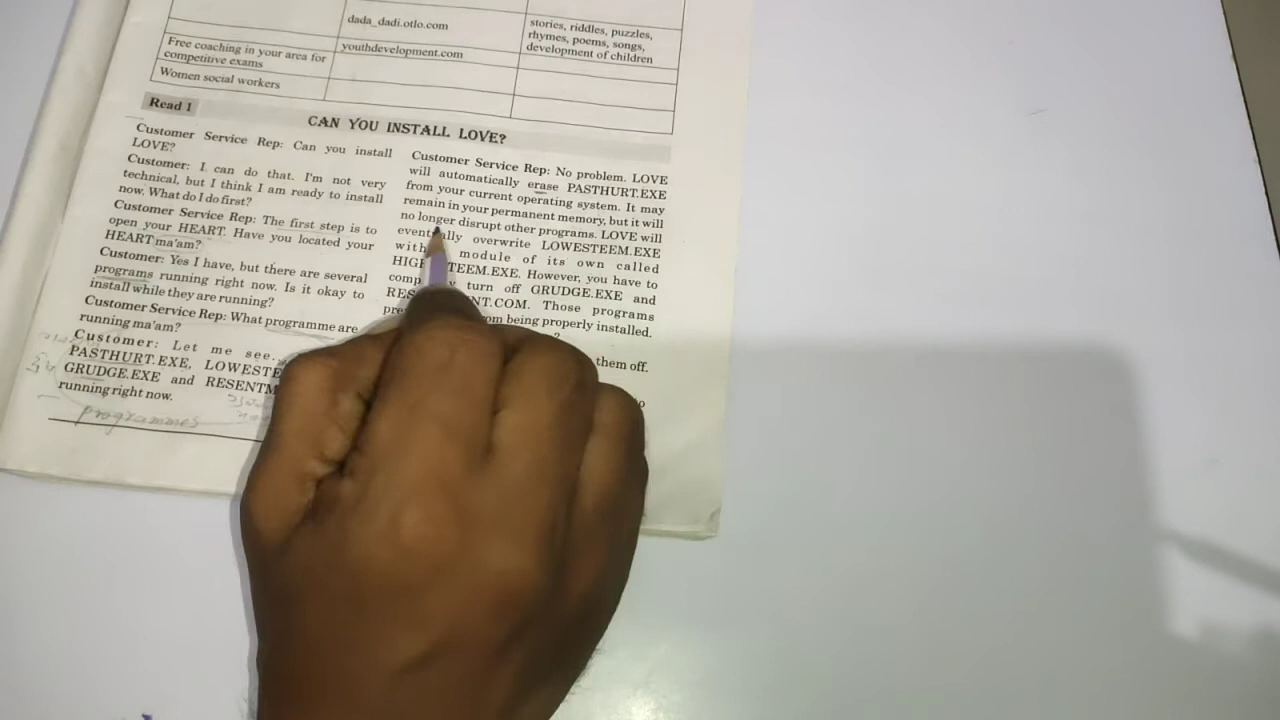 dada_dadi.otlo.com
stories, riddles, puzzles,
rhymes, poems, songs,
development of children
Free coaching in your area for
competitive exams
youthdevelopment.com
Women social workers
Read 1
CAN YOU INSTALL LOVE?
Customer Service Rep: Can you install
LOVE?
Customer: I can do that. I'm not very
technical, but I think I am ready to install
now. What do I do first?
Customer Service Rep: The first step is to
open your HEART. Have you located your
HEART ma'am?
Customer: Yes I have, but there are several
programs running right now. Is it okay to
install while they are running?
Customer Service Rep: What programme are
running ma'am?
Customer: Let me see.
PASTHURT.EXE, LOWESTE
GRUDGE.EXE and RESENTM
running right now.
programmes
Customer Service Rep: No problem. LOVE
will automatically erase PASTHURT.EXE
from your current operating system. It may
remain in your permanent memory, but it will
no longer disrupt other programs. LOVE will
eventually overwrite LOWESTEEM.EXE
with module of its own called
HIG TEEM.EXE. However, you have to
comp y turn off GRUDGE.EXE and
RES NT.COM. Those programs
pre om being properly installed.
?
them off.
o